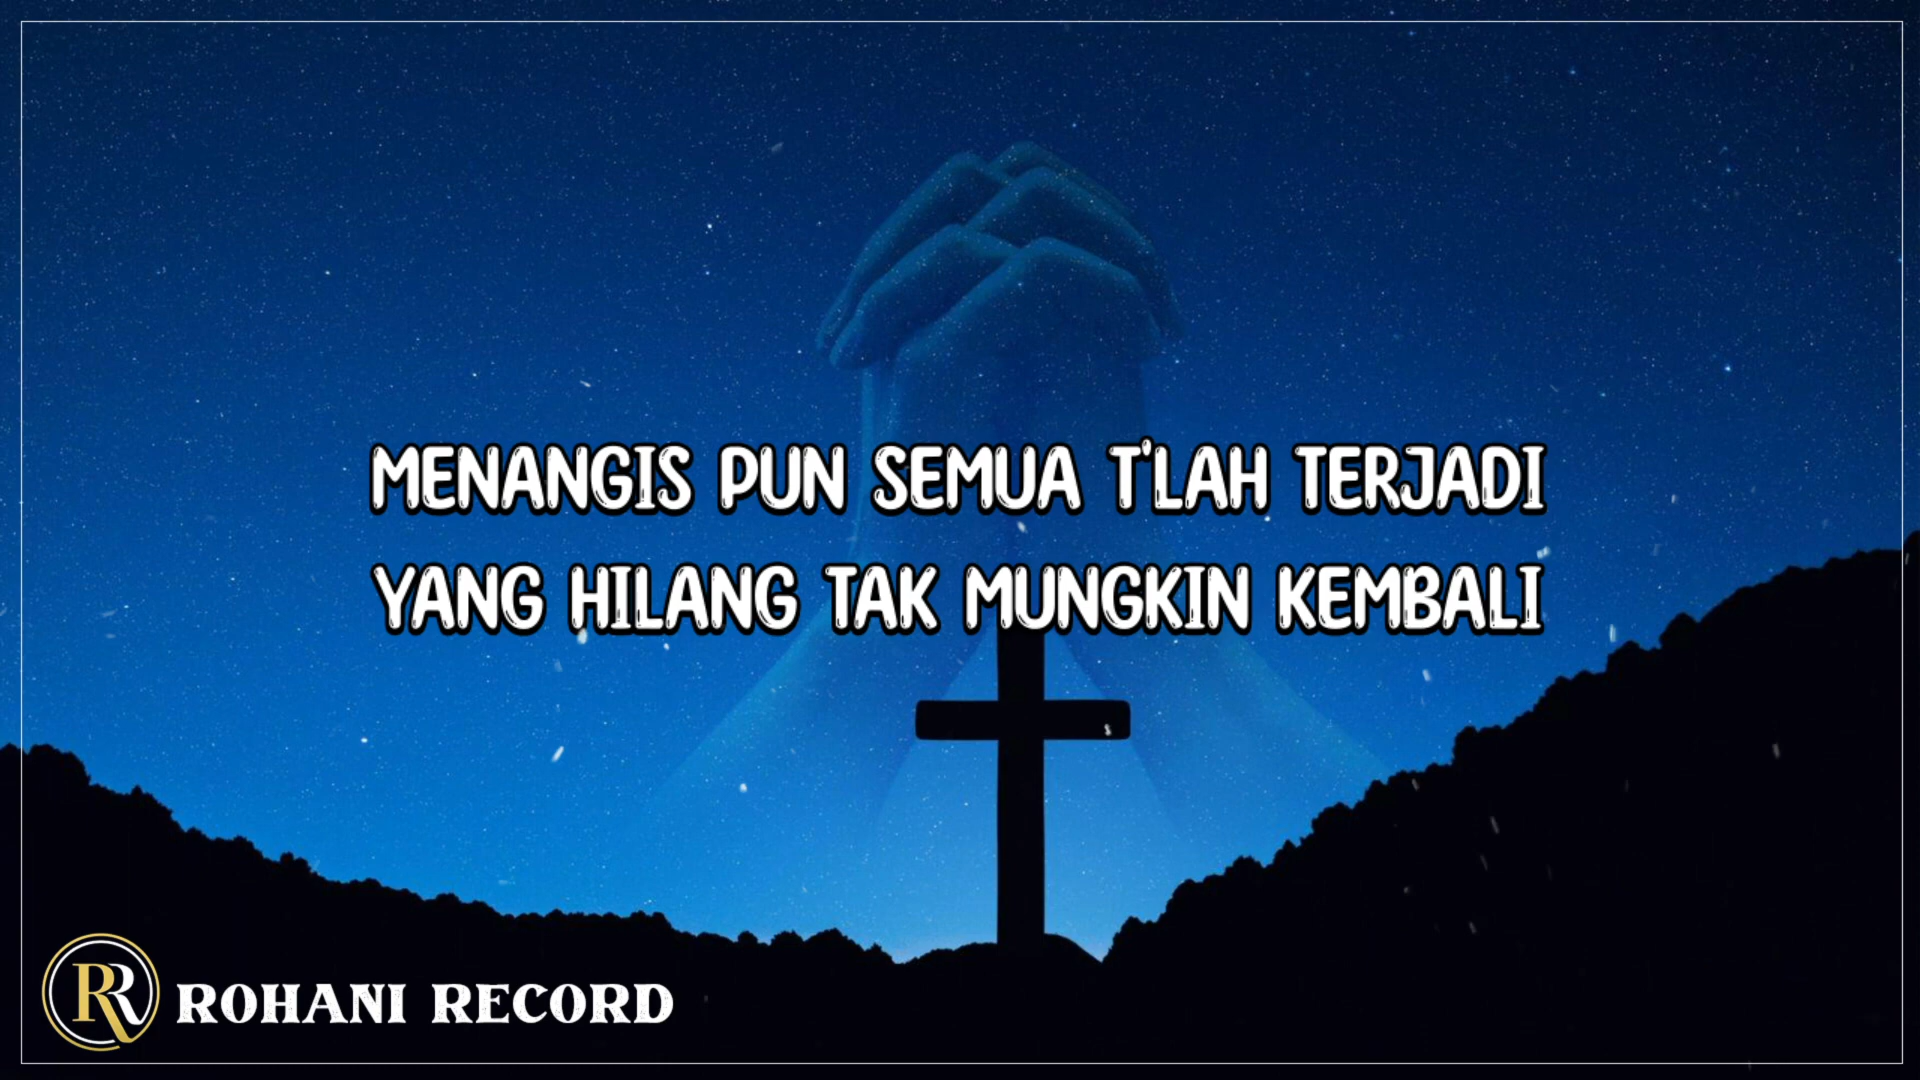 MENANGIS PUN SEMUA T'LAH TERJADI
YANG HILANG TAK MUNGKIN KEMBALI
RR ROHANI RECORD